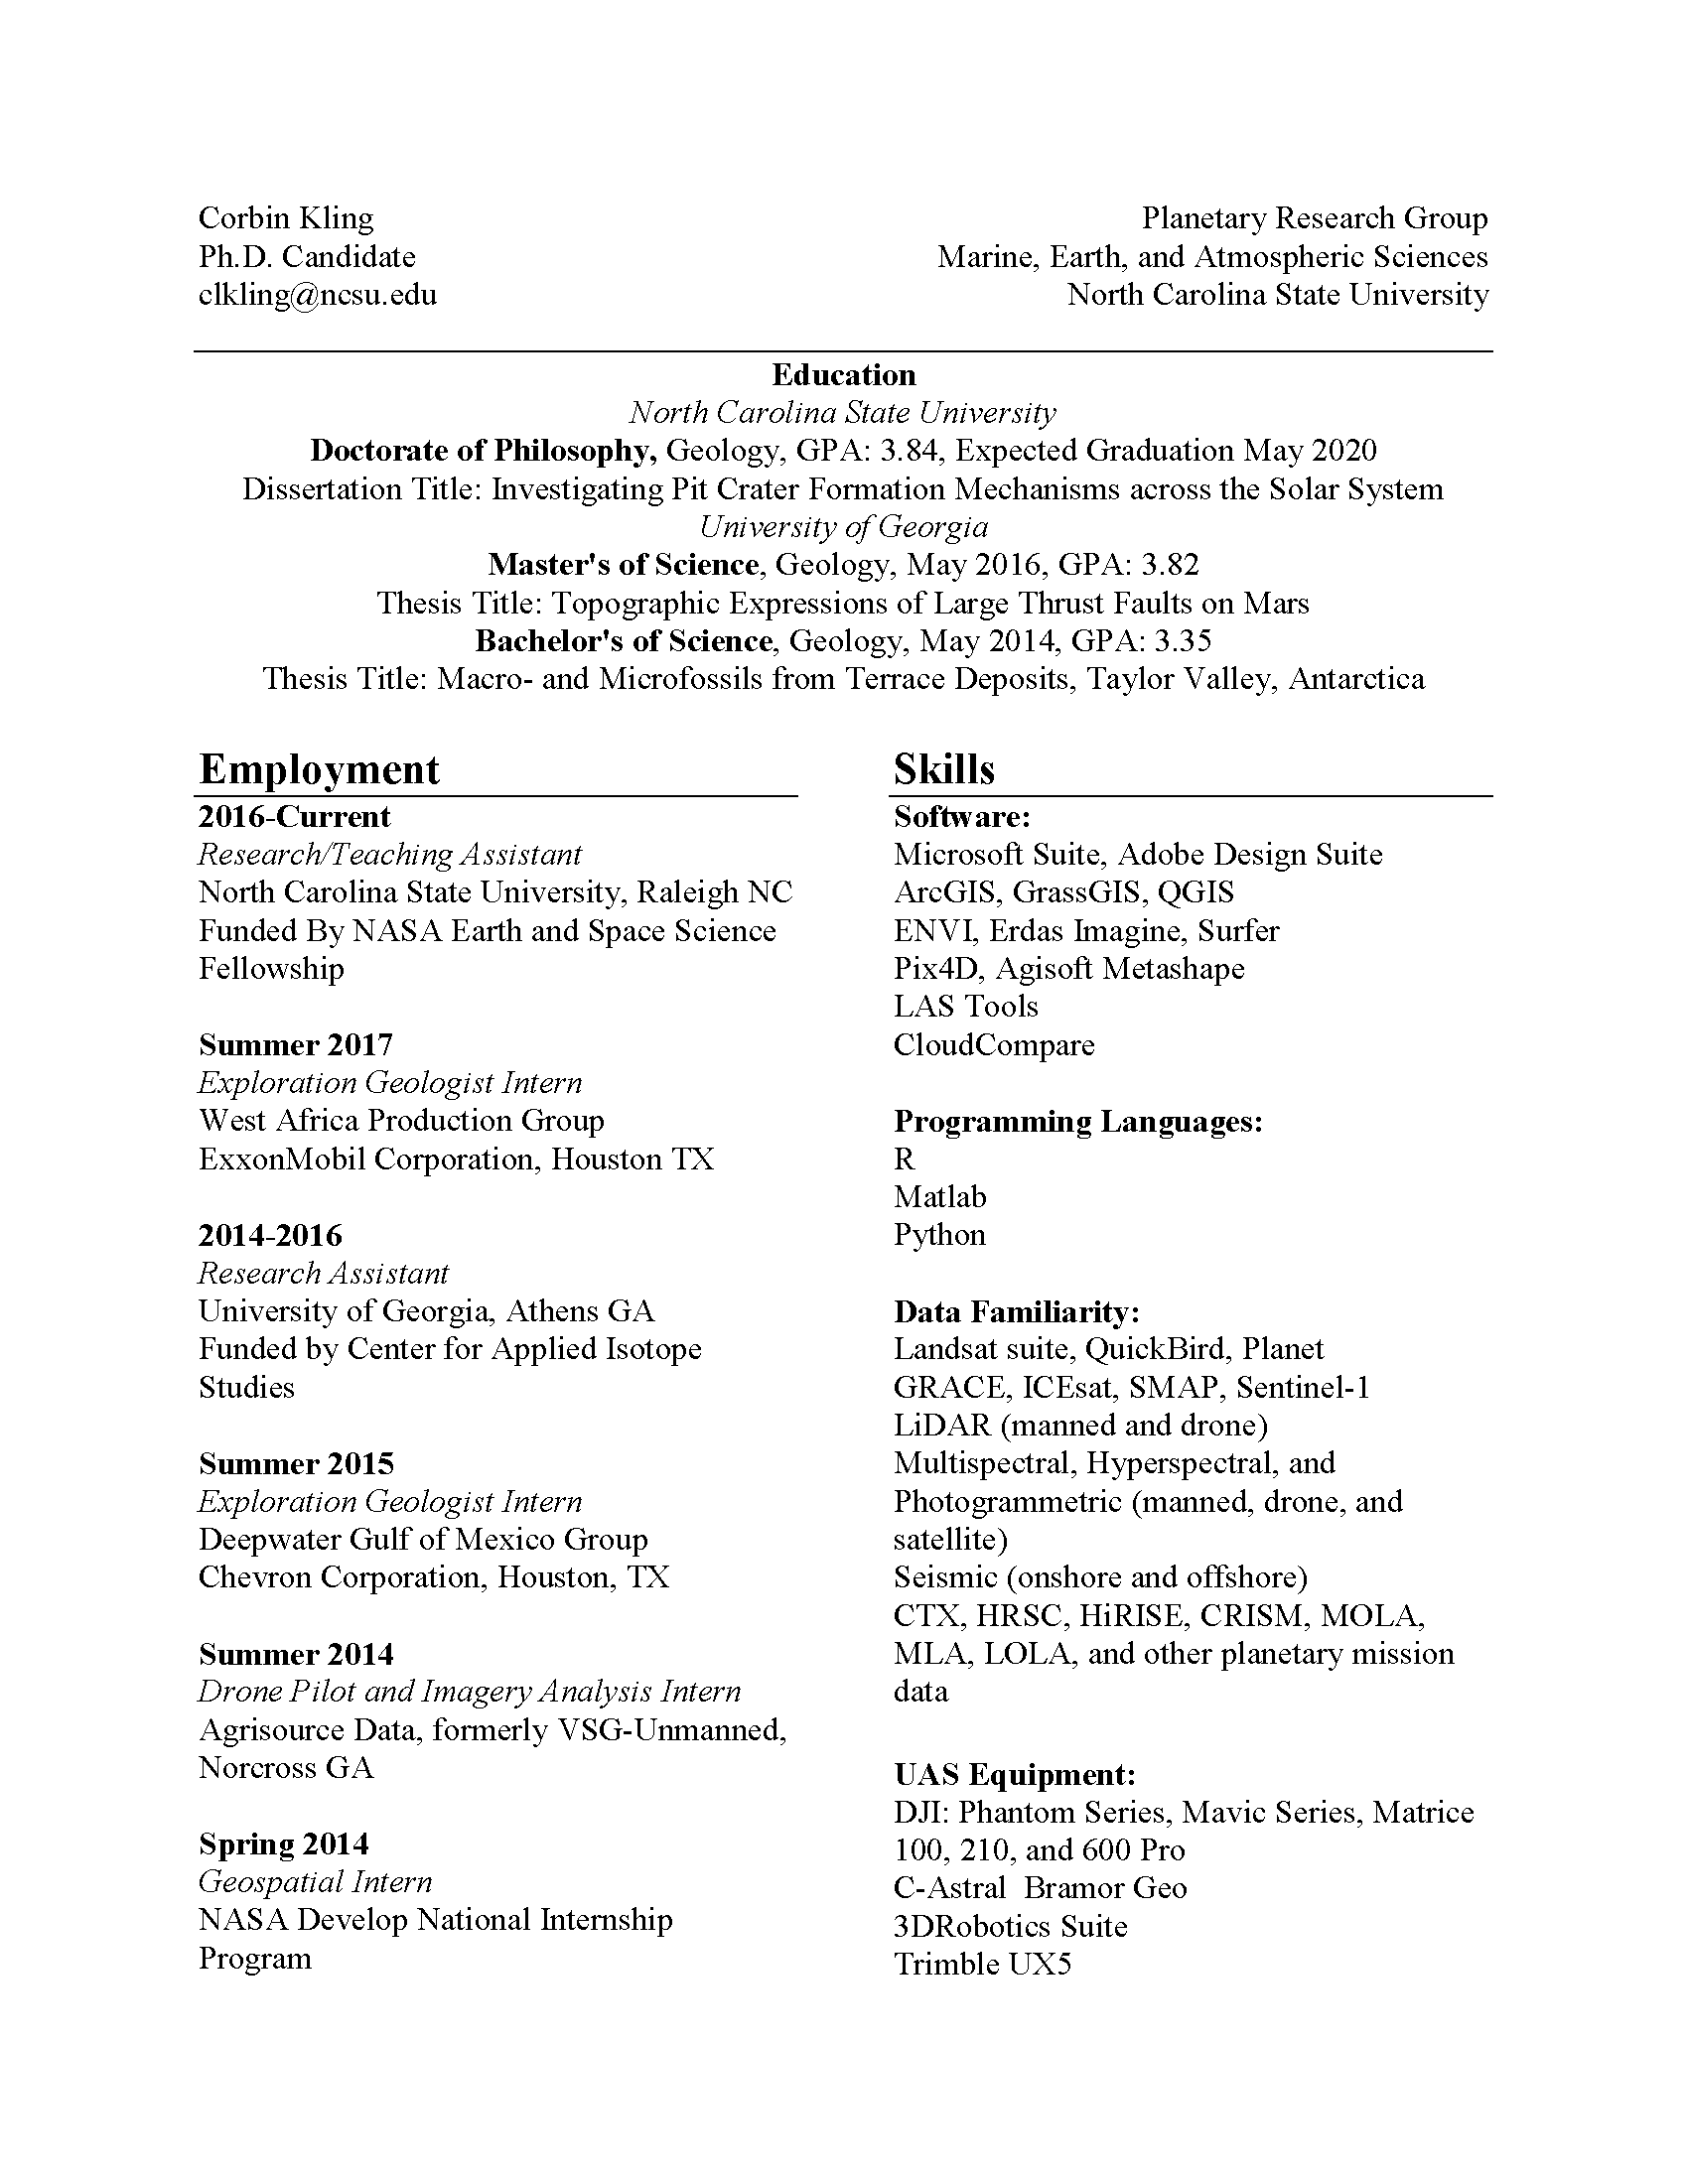 Corbin Kling
Ph.D. Candidate
clkling@ncsu.edu
Planetary Research Group
Marine, Earth, and Atmospheric Sciences
North Carolina State University
Education
North Carolina State University
Doctorate of Philosophy, Geology, GPA: 3.84, Expected Graduation May 2020
Dissertation Title: Investigating Pit Crater Formation Mechanisms across the Solar System
University of Georgia
Master's of Science, Geology, May 2016, GPA: 3.82
Thesis Title: Topographic Expressions of Large Thrust Faults on Mars
Bachelor's of Science, Geology, May 2014, GPA: 3.35
Thesis Title: Macro- and Microfossils from Terrace Deposits, Taylor Valley, Antarctica
Employment
2016-Current
Research/Teaching Assistant
North Carolina State University, Raleigh NC
Funded By NASA Earth and Space Science
Fellowship
Summer 2017
Exploration Geologist Intern
West Africa Production Group
ExxonMobil Corporation, Houston TX
2014-2016
Research Assistant
University of Georgia, Athens GA
Funded by Center for Applied Isotope
Studies
Summer 2015
Exploration Geologist Intern
Deepwater Gulf of Mexico Group
Chevron Corporation, Houston, TX
Summer 2014
Drone Pilot and Imagery Analysis Intern
Agrisource Data, formerly VSG-Unmanned,
Norcross GA
Spring 2014
Geospatial Intern
NASA Develop National Internship
Program
Skills
Software:
Microsoft Suite, Adobe Design Suite
ArcGIS, GrassGIS, QGIS
ENVI, Erdas Imagine, Surfer
Pix4D, Agisoft Metashape
LAS Tools
CloudCompare
Programming Languages:
R
Matlab
Python
Data Familiarity:
Landsat suite, QuickBird, Planet
GRACE, ICEsat, SMAP, Sentinel-1
LiDAR (manned and drone)
Multispectral, Hyperspectral, and
Photogrammetric (manned, drone, and
satellite)
Seismic (onshore and offshore)
CTX, HRSC, HiRISE, CRISM, MOLA,
MLA, LOLA, and other planetary mission
data
UAS Equipment:
DJI: Phantom Series, Mavic Series, Matrice
100, 210, and 600 Pro
C-Astral  Bramor Geo
3DRobotics Suite
Trimble UX5